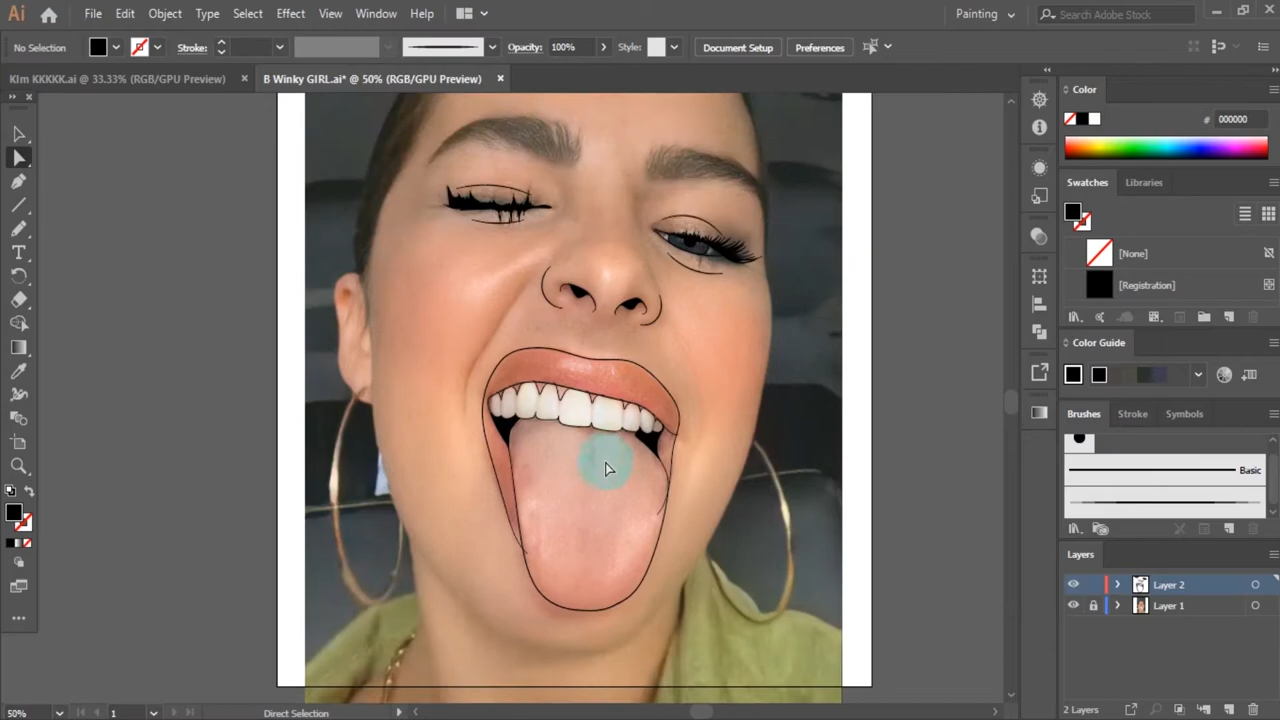 Ai File Edit Object Type Select Effect View Window Help Painting Search Adobe Stock
No Selection Stroke: Opacity: 100% Style: Document Setup Preferences
KIm KKKKK.ai @ 33.33% (RGB/GPU Preview) B Winky GIRL.ai* @ 50% (RGB/GPU Preview)
Color
# 000000
Swatches Libraries
[None]
[Registration]
Color Guide
Brushes Stroke Symbols
Basic
Layers
Layer 2
Layer 1
50% 1 Direct Selection 2 Layers